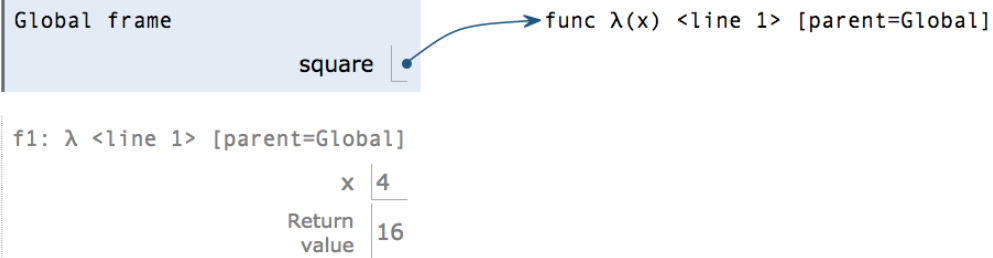 Global frame
func λ(x) <line 1> [parent=Global]
square
f1: λ <line 1> [parent=Global]
x 4
Return
value 16